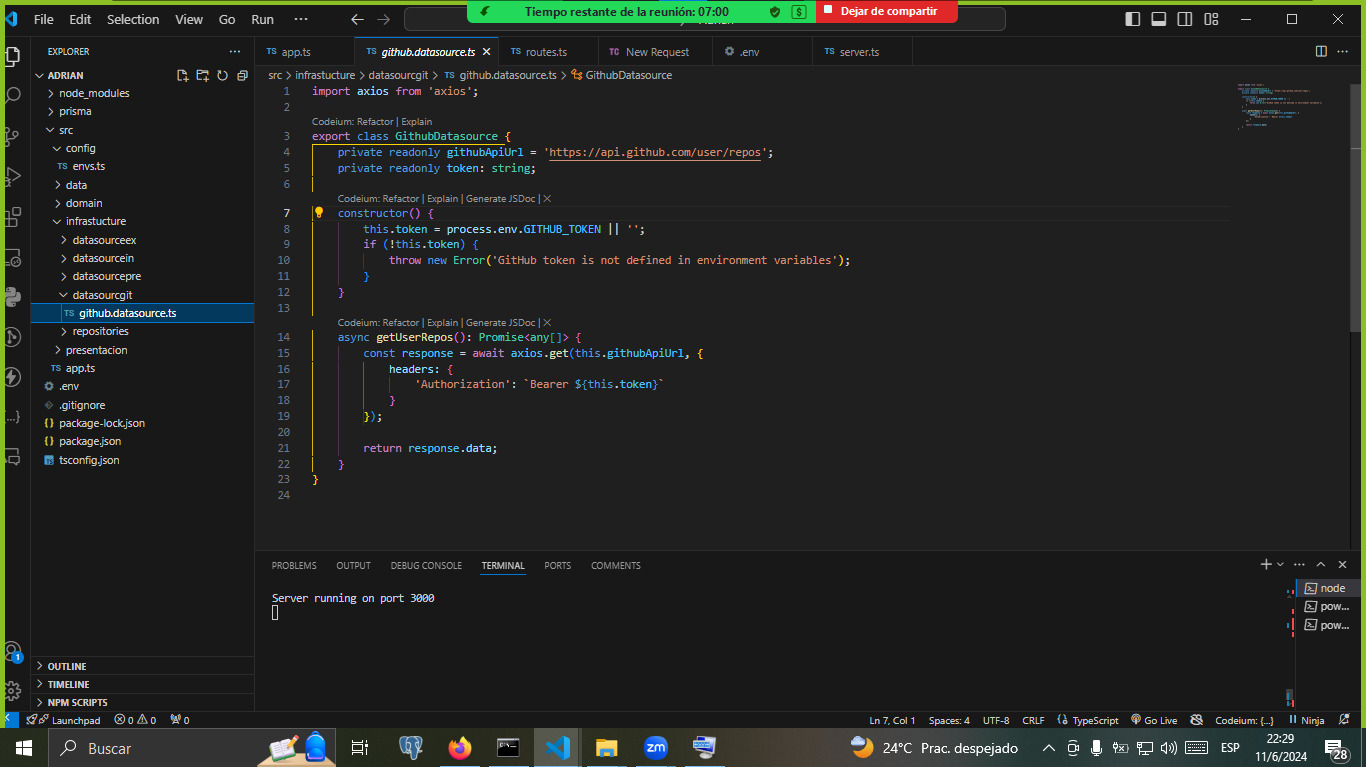 File Edit Selection View Go Run ···
Tiempo restante de la reunión: 07:00
Dejar de compartir
EXPLORER
ADRIAN
node_modules
prisma
src
config
TS envs.ts
data
domain
infrastucture
datasourceex
datasourcein
datasourcepre
datasourcgit
TS github.datasource.ts
repositories
presentacion
TS app.ts
.env
.gitignore
package-lock.json
package.json
tsconfig.json
OUTLINE
TIMELINE
NPM SCRIPTS
TS app.ts
TS github.datasource.ts
TS routes.ts
TC New Request
.env
TS server.ts
src > infrastucture > datasourcgit > TS github.datasource.ts > GithubDatasource
1 import axios from 'axios';
2
Codeium: Refactor | Explain
3 export class GithubDatasource {
4 private readonly githubApiUrl = 'https://api.github.com/user/repos';
5 private readonly token: string;
6
Codeium: Refactor | Explain | Generate JSDoc | X
7 constructor() {
8 this.token = process.env.GITHUB_TOKEN || '';
9 if (!this.token) {
10 throw new Error('GitHub token is not defined in environment variables');
11 }
12 }
13
Codeium: Refactor | Explain | Generate JSDoc | X
14 async getUserRepos(): Promise<any[]> {
15 const response = await axios.get(this.githubApiUrl, {
16 headers: {
17 'Authorization': `Bearer ${this.token}`
18 }
19 });
20
21 return response.data;
22 }
23 }
24
PROBLEMS OUTPUT DEBUG CONSOLE TERMINAL PORTS COMMENTS
Server running on port 3000
node
pow...
pow...
1
Launchpad 0 0 0
Ln 7, Col 1 Spaces: 4 UTF-8 CRLF {} TypeScript Go Live Codeium: {...} Ninja
Buscar
zm
24°C Prac. despejado
ESP
22:29
11/6/2024
28